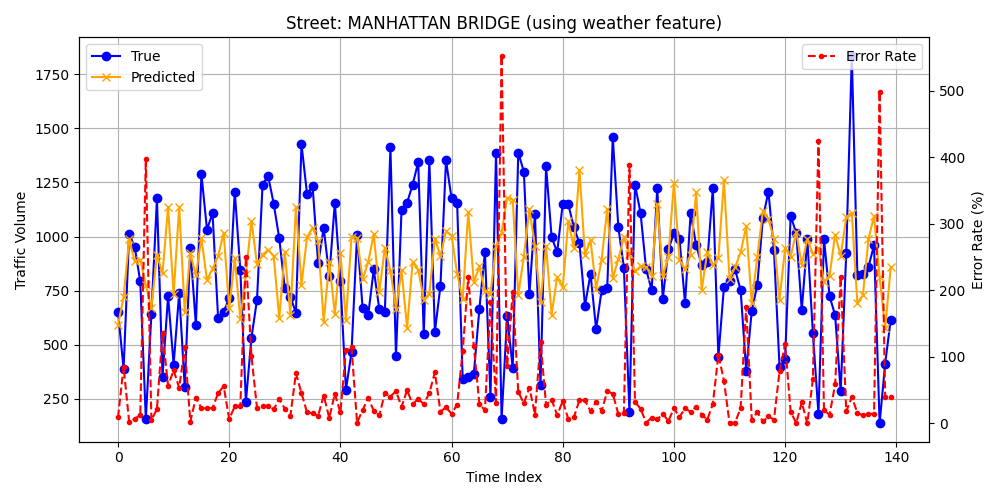 Street: MANHATTAN BRIDGE (using weather feature)
True
Predicted
Error Rate
1750
1500
1250
1000
750
500
250
Traffic Volume
500
400
300
200
100
0
Error Rate (%)
0 20 40 60 80 100 120 140
Time Index